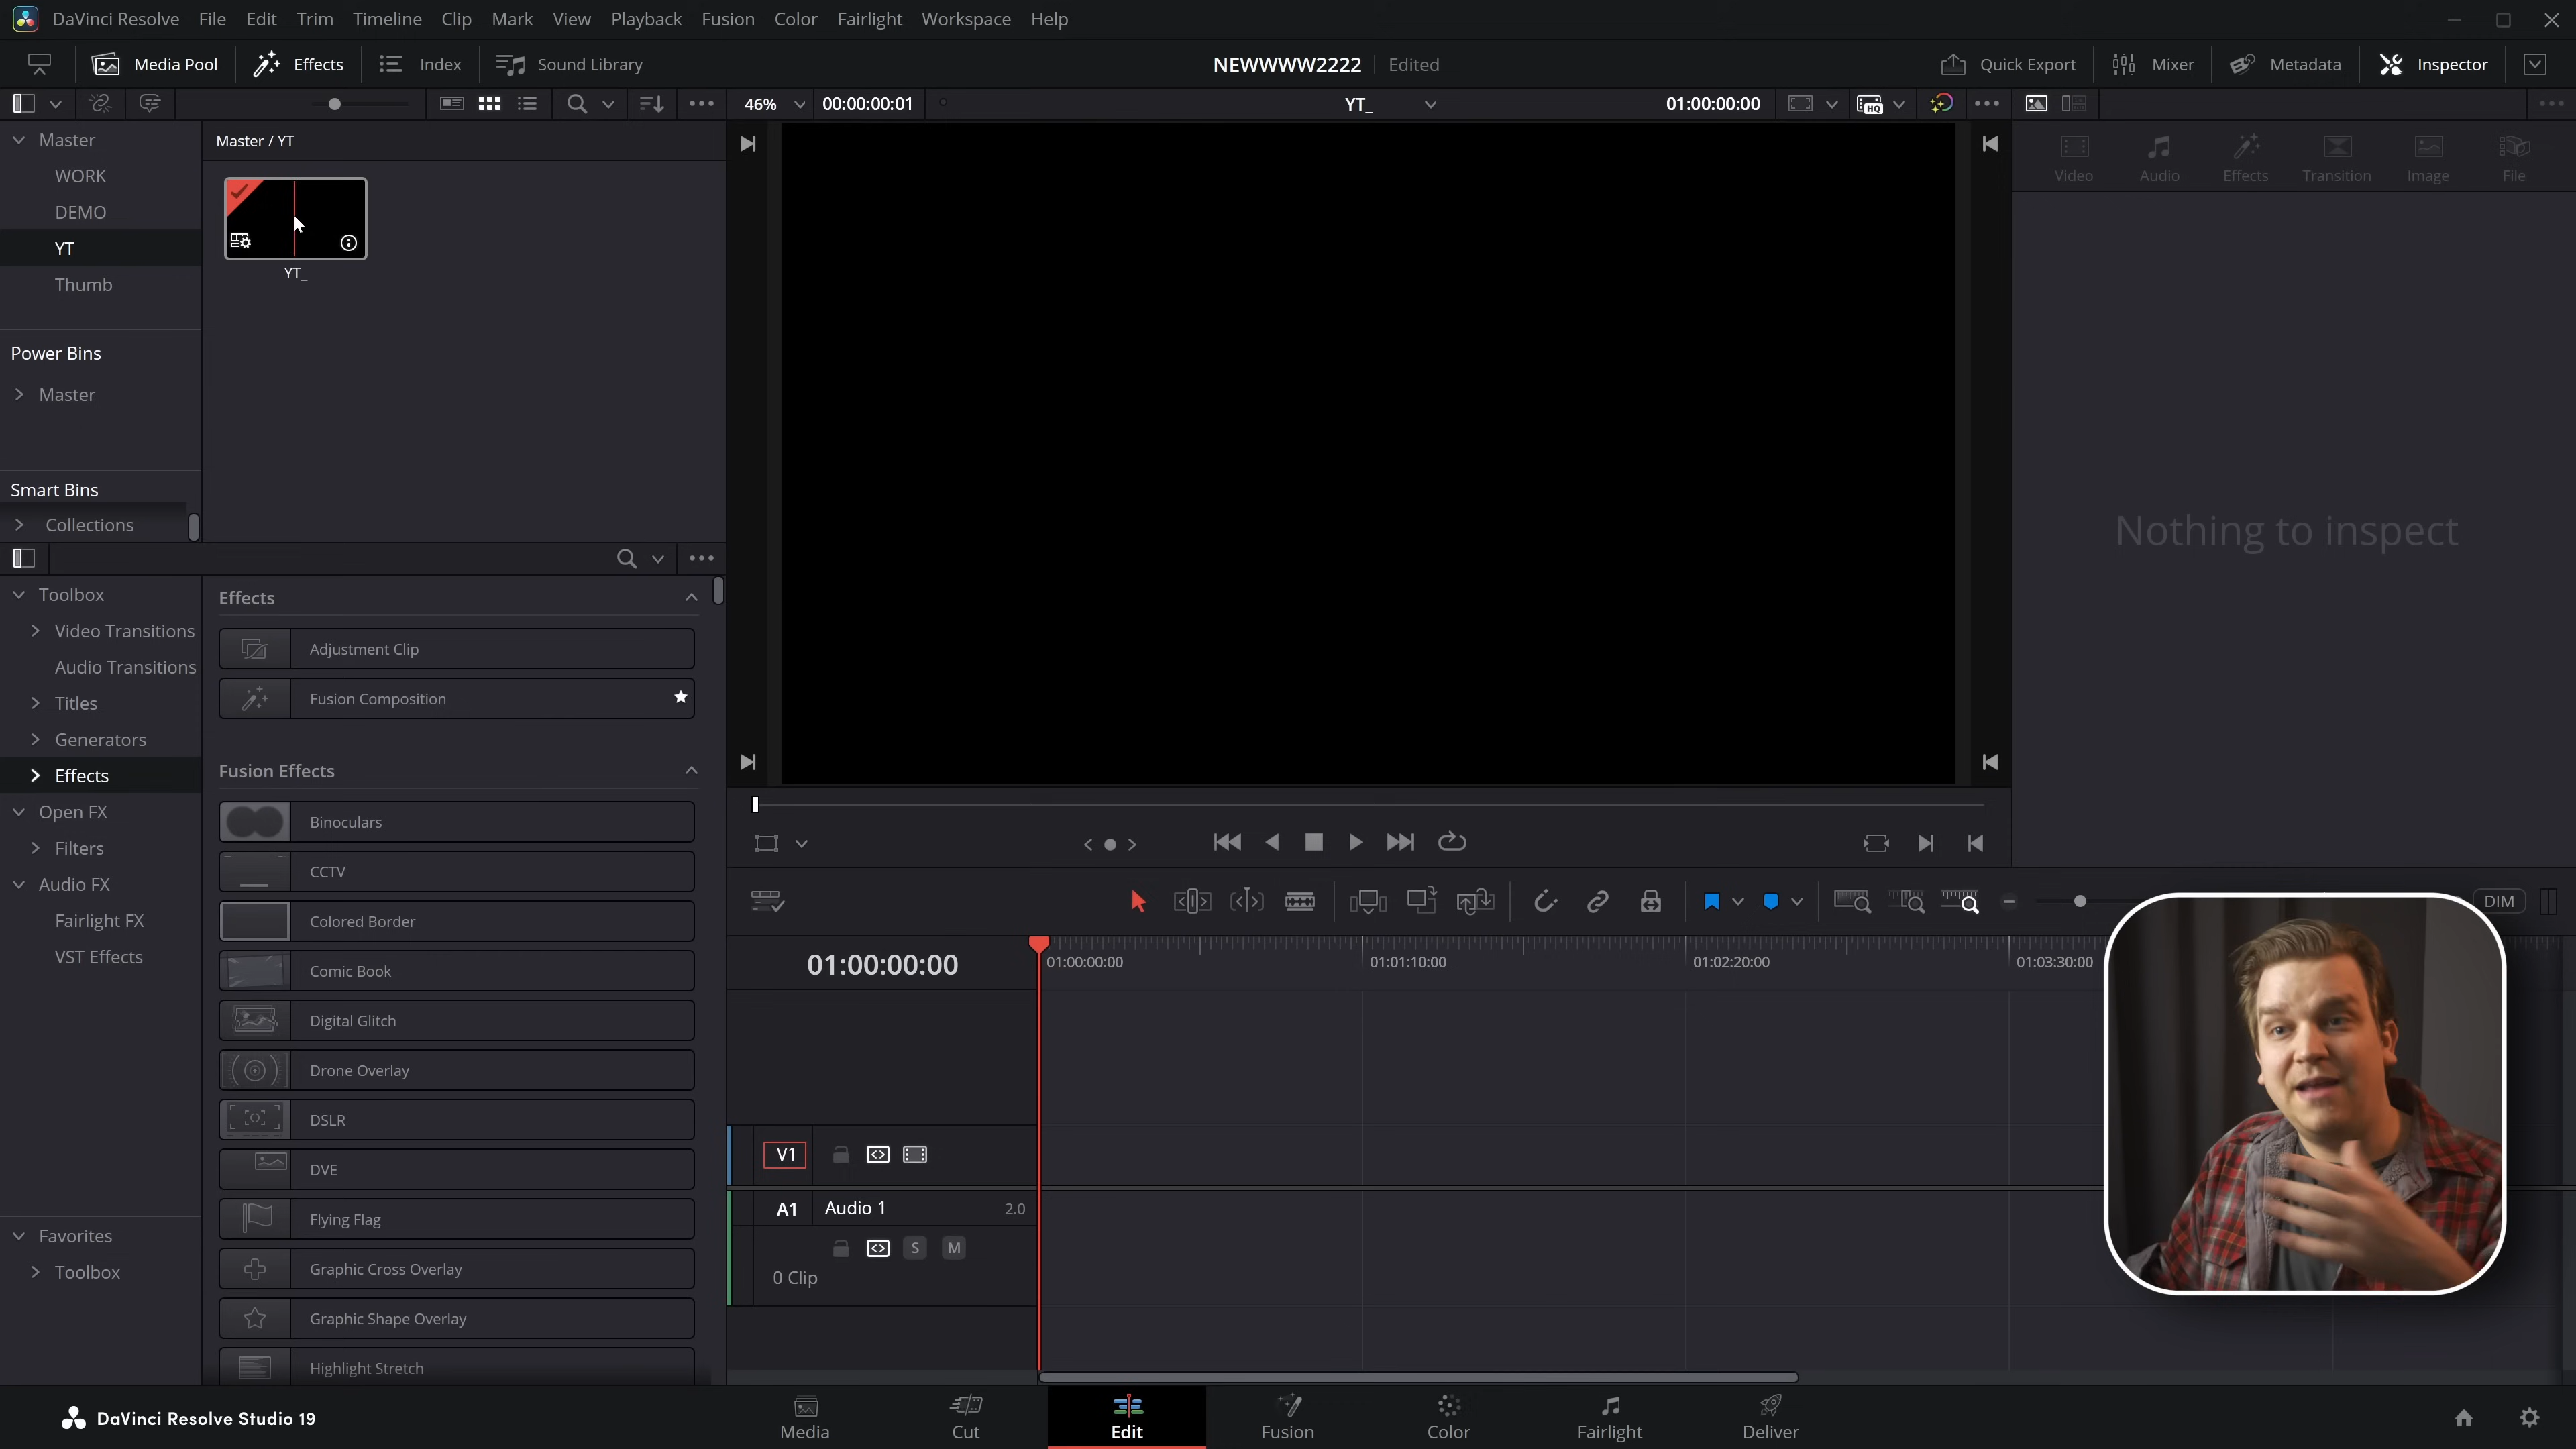 DaVinci Resolve File Edit Trim Timeline Clip Mark View Playback Fusion Color Fairlight Workspace Help
Media Pool Effects Index Sound Library NEWWWW2222 Edited Quick Export Mixer Metadata Inspector
46% 00:00:00:01 YT_ 01:00:00:00
Master
WORK
DEMO
YT
Thumb
Power Bins
Master
Smart Bins
Collections
Master / YT
YT_
Video Audio Effects Transition Image File
Nothing to inspect
Toolbox
Video Transitions
Audio Transitions
Titles
Generators
Effects
Open FX
Filters
Audio FX
Fairlight FX
VST Effects
Favorites
Toolbox
Effects
Adjustment Clip
Fusion Composition
Fusion Effects
Binoculars
CCTV
Colored Border
Comic Book
Digital Glitch
Drone Overlay
DSLR
DVE
Flying Flag
Graphic Cross Overlay
Graphic Shape Overlay
Highlight Stretch
HQ
DIM
01:00:00:00
01:00:00:00 01:01:10:00 01:02:20:00 01:03:30:00
V1
A1 Audio 1 2.0
S M
0 Clip
DaVinci Resolve Studio 19
Media Cut Edit Fusion Color Fairlight Deliver